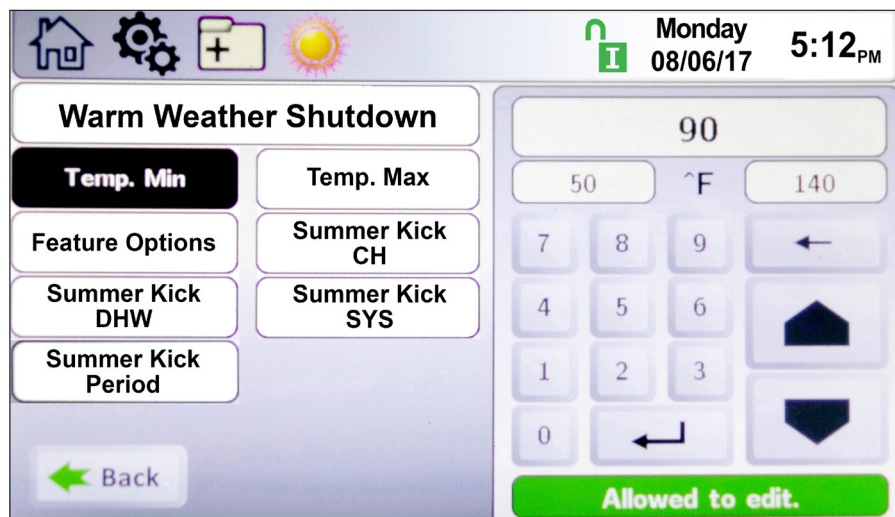 Monday
08/06/17
5:12 PM
I
Warm Weather Shutdown
Temp. Min
Temp. Max
Feature Options
Summer Kick
CH
Summer Kick
DHW
Summer Kick
SYS
Summer Kick
Period
Back
90
50
^F
140
7 8 9
4 5 6
1 2 3
0
Allowed to edit.